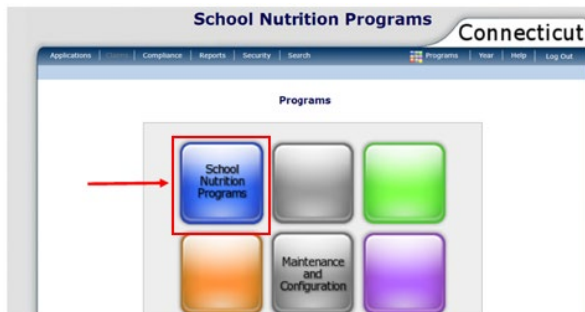 School Nutrition Programs
Connecticut
Applications | Claims | Compliance | Reports | Security | Search Programs | Year | Help | Log Out
Programs
School
Nutrition
Programs
Maintenance
and
Configuration